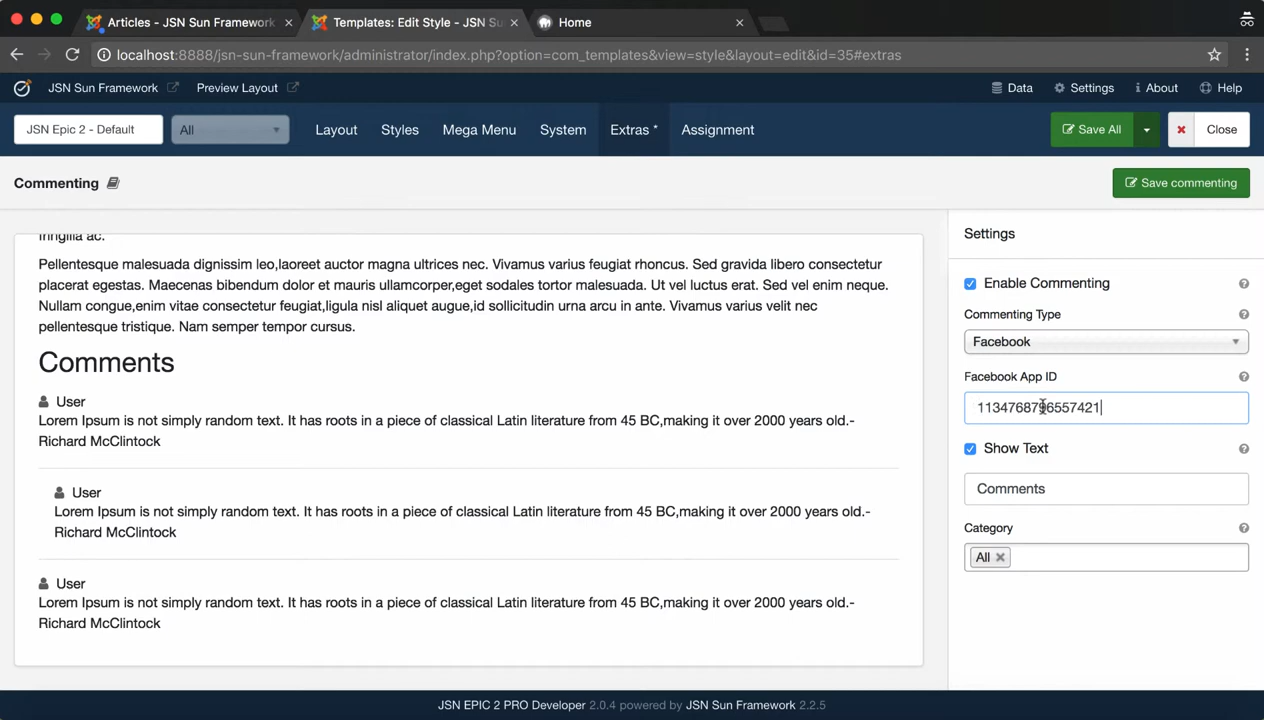 Articles - JSN Sun Framework
Templates: Edit Style - JSN Su
Home
localhost:8888/jsn-sun-framework/administrator/index.php?option=com_templates&view=style&layout=edit&id=35#extras
JSN Sun Framework Preview Layout Data Settings About Help
JSN Epic 2 - Default All Layout Styles Mega Menu System Extras * Assignment Save All Close
Commenting Save commenting
fringilla ac.
Pellentesque malesuada dignissim leo,laoreet auctor magna ultrices nec. Vivamus varius feugiat rhoncus. Sed gravida libero consectetur
placerat egestas. Maecenas bibendum dolor et mauris ullamcorper,eget sodales tortor malesuada. Ut vel luctus erat. Sed vel enim neque.
Nullam congue,enim vitae consectetur feugiat,ligula nisl aliquet augue,id sollicitudin urna arcu in ante. Vivamus varius velit nec purus
pellentesque tristique. Nam semper tempor cursus.
Comments
User
Lorem Ipsum is not simply random text. It has roots in a piece of classical Latin literature from 45 BC,making it over 2000 years old.-
Richard McClintock
User
Lorem Ipsum is not simply random text. It has roots in a piece of classical Latin literature from 45 BC,making it over 2000 years old.-
Richard McClintock
User
Lorem Ipsum is not simply random text. It has roots in a piece of classical Latin literature from 45 BC,making it over 2000 years old.-
Richard McClintock
Settings
Enable Commenting
Commenting Type
Facebook
Facebook App ID
1134768796557421
Show Text
Comments
Category
All
JSN EPIC 2 PRO Developer 2.0.4 powered by JSN Sun Framework 2.2.5